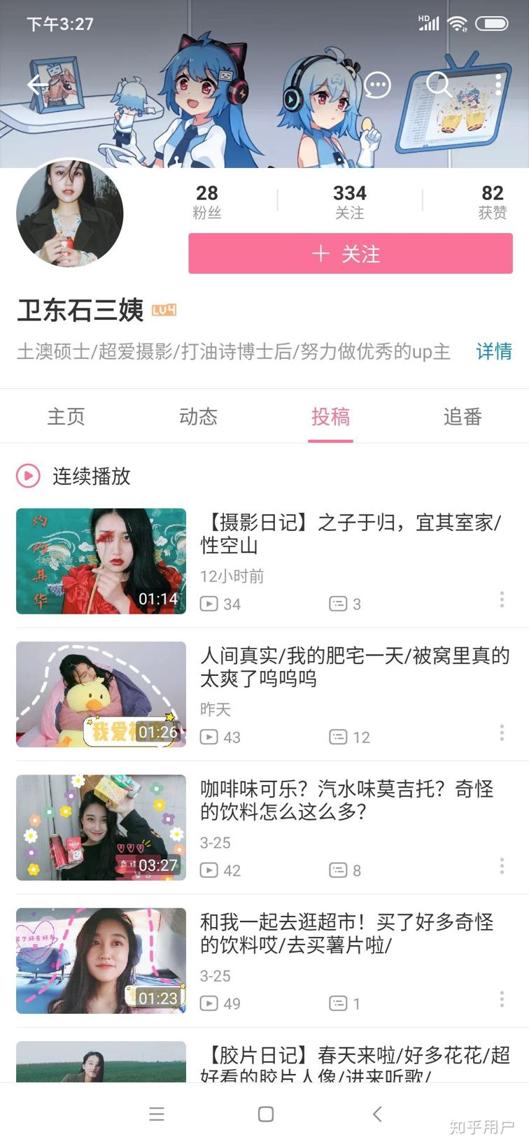 下午3:27
HD
28
334
82
粉丝
关注
获赞
＋ 关注
卫东石三姨 LV4
土澳硕士/超爱摄影/打油诗博士后/努力做优秀的up主 详情
主页 动态 投稿 追番
连续播放
灼灼其华
01:14
【摄影日记】之子于归，宜其室家/
性空山
12小时前
34 3
我爱
01:26
人间真实/我的肥宅一天/被窝里真的
太爽了呜呜呜
昨天
43 12
03:27
咖啡味可乐？汽水味莫吉托？奇怪
的饮料怎么这么多？
3-25
42 8
01:23
和我一起去逛超市！买了好多奇怪
的饮料哎/去买薯片啦/
3-25
49 1
【胶片日记】春天来啦/好多花花/超
好看的胶片人像/进来听歌/
知乎用户